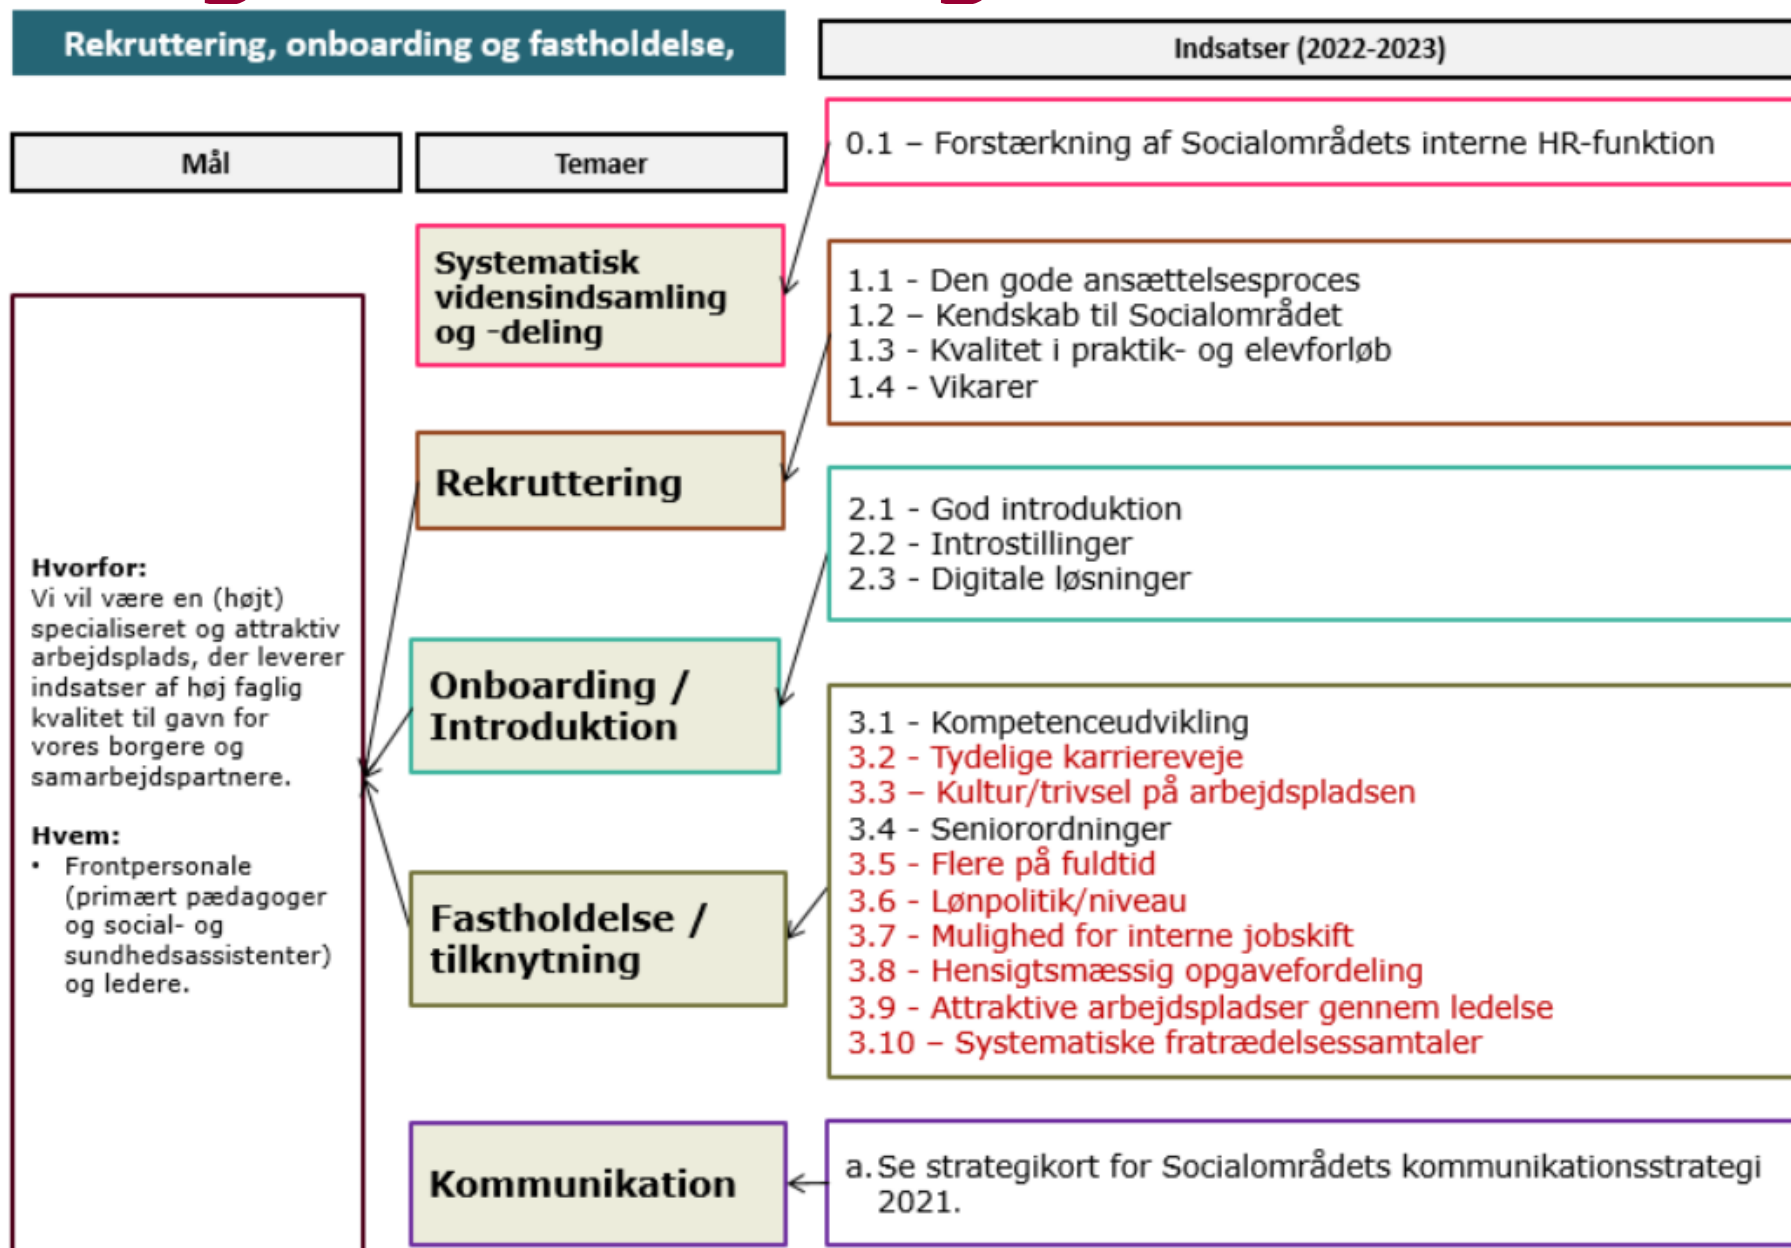 Rekruttering, onboarding og fastholdelse,
Indsatser (2022-2023)
Mål
Temaer
Hvorfor:
Vi vil være en (højt)
specialiseret og attraktiv
arbejdsplads, der leverer
indsatser af høj faglig
kvalitet til gavn for
vores borgere og
samarbejdspartnere.
Hvem:
• Frontpersonale
(primært pædagoger
og social- og
sundhedsassistenter)
og ledere.
Systematisk
vidensindsamling
og -deling
Rekruttering
Onboarding /
Introduktion
Fastholdelse /
tilknytning
Kommunikation
0.1 – Forstærkning af Socialområdets interne HR-funktion
1.1 - Den gode ansættelsesproces
1.2 – Kendskab til Socialområdet
1.3 - Kvalitet i praktik- og elevforløb
1.4 - Vikarer
2.1 - God introduktion
2.2 - Introstillinger
2.3 - Digitale løsninger
3.1 - Kompetenceudvikling
3.2 - Tydelige karriereveje
3.3 – Kultur/trivsel på arbejdspladsen
3.4 - Seniorordninger
3.5 - Flere på fuldtid
3.6 - Lønpolitik/niveau
3.7 - Mulighed for interne jobskift
3.8 - Hensigtsmæssig opgavefordeling
3.9 - Attraktive arbejdspladser gennem ledelse
3.10 – Systematiske fratrædelsessamtaler
a. Se strategikort for Socialområdets kommunikationsstrategi
2021.